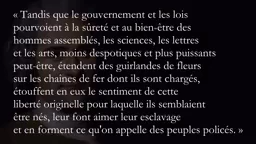 « Tandis que le gouvernement et les lois
pourvoient à la sûreté et au bien-être des
hommes assemblés, les sciences, les lettres
et les arts, moins despotiques et plus puissants
peut-être, étendent des guirlandes de fleurs
sur les chaînes de fer dont ils sont chargés,
étouffent en eux le sentiment de cette
liberté originelle pour laquelle ils semblaient
être nés, leur font aimer leur esclavage
et en forment ce qu'on appelle des peuples policés. »